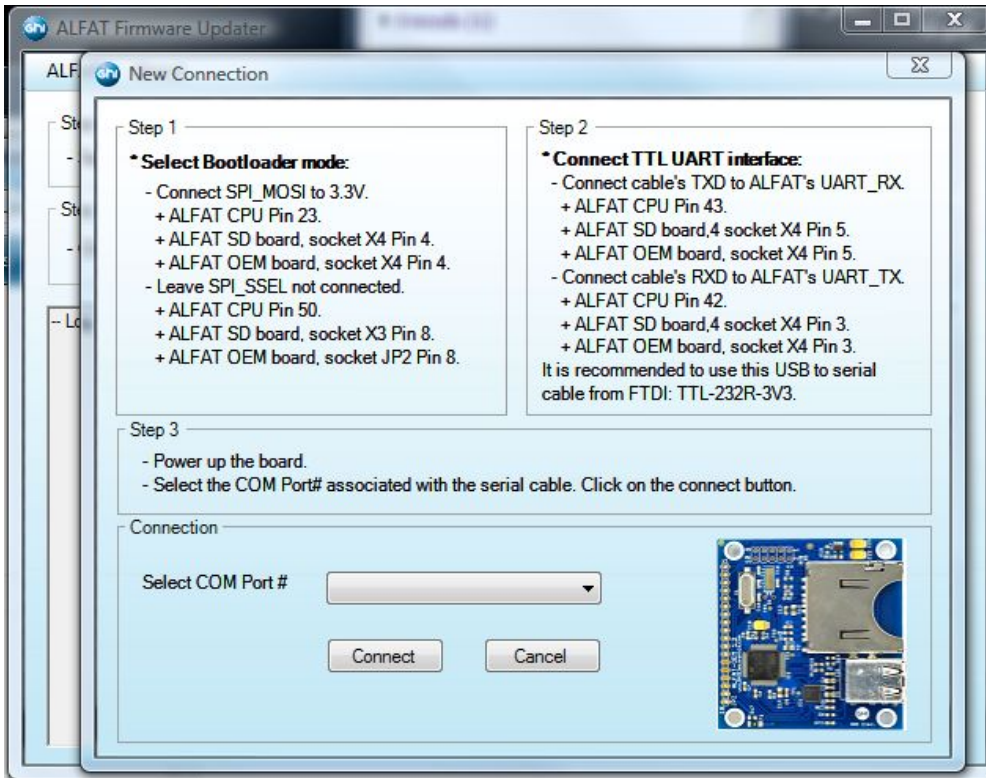 ALFAT Firmware Updater
ALF
New Connection
Ste
Ste
-- Lo
Step 1
* Select Bootloader mode:
- Connect SPI_MOSI to 3.3V.
+ ALFAT CPU Pin 23.
+ ALFAT SD board, socket X4 Pin 4.
+ ALFAT OEM board, socket X4 Pin 4.
- Leave SPI_SSEL not connected.
+ ALFAT CPU Pin 50.
+ ALFAT SD board, socket X3 Pin 8.
+ ALFAT OEM board, socket JP2 Pin 8.
Step 2
* Connect TTL UART interface:
- Connect cable's TXD to ALFAT's UART_RX.
+ ALFAT CPU Pin 43.
+ ALFAT SD board,4 socket X4 Pin 5.
+ ALFAT OEM board, socket X4 Pin 5.
- Connect cable's RXD to ALFAT's UART_TX.
+ ALFAT CPU Pin 42.
+ ALFAT SD board,4 socket X4 Pin 3.
+ ALFAT OEM board, socket X4 Pin 3.
It is recommended to use this USB to serial
cable from FTDI: TTL-232R-3V3.
Step 3
- Power up the board.
- Select the COM Port# associated with the serial cable. Click on the connect button.
Connection
Select COM Port #
Connect
Cancel